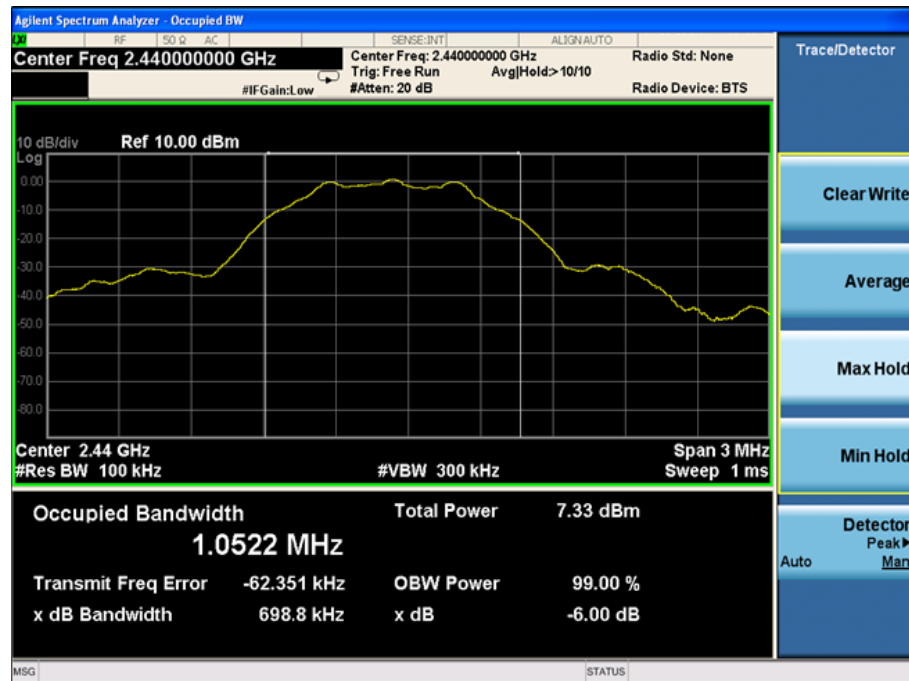 Agilent Spectrum Analyzer - Occupied BW
LXI RF 50 Ω AC SENSE:INT ALIGN AUTO
Center Freq 2.440000000 GHz
Center Freq: 2.440000000 GHz Radio Std: None
Trig: Free Run Avg|Hold:> 10/10
#IFGain:Low #Atten: 20 dB Radio Device: BTS
Trace/Detector
10 dB/div Ref 10.00 dBm
Log
0.00
-10.0
-20.0
-30.0
-40.0
-50.0
-60.0
-70.0
-80.0
Center 2.44 GHz Span 3 MHz
#Res BW 100 kHz #VBW 300 kHz Sweep 1 ms
Occupied Bandwidth Total Power 7.33 dBm
1.0522 MHz
Transmit Freq Error -62.351 kHz OBW Power 99.00 %
x dB Bandwidth 698.8 kHz x dB -6.00 dB
Clear Write
Average
Max Hold
Min Hold
Detector
Peak▶
Auto Man
MSG STATUS